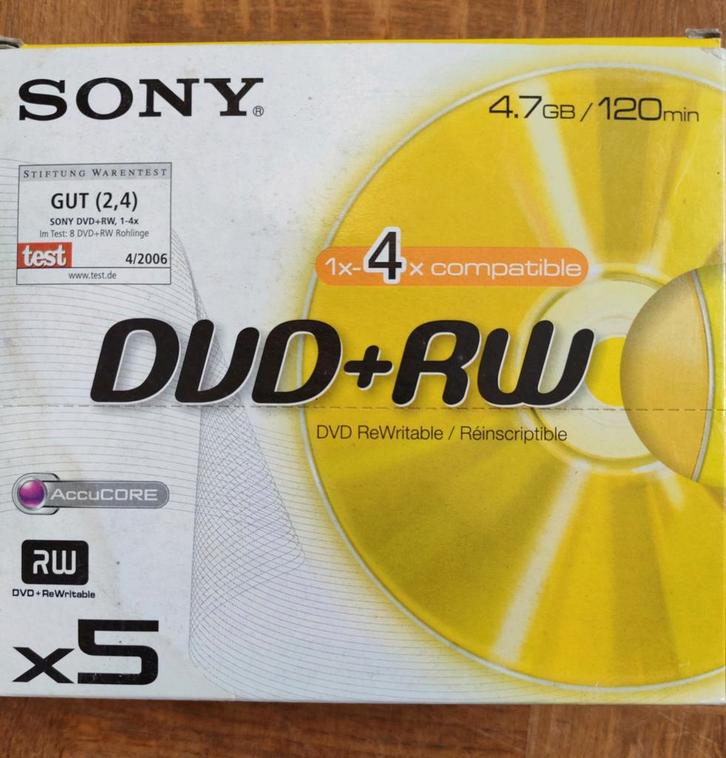 SONY®
4.7GB / 120min
STIFTUNG WARENTEST
GUT (2,4)
SONY DVD+RW, 1-4x
Im Test: 8 DVD+RW Rohlinge
test 4/2006
www.test.de
1x-4x compatible
DVD+RW
DVD ReWritable / Réinscriptible
AccuCORE
RW
DVD+ReWritable
x5